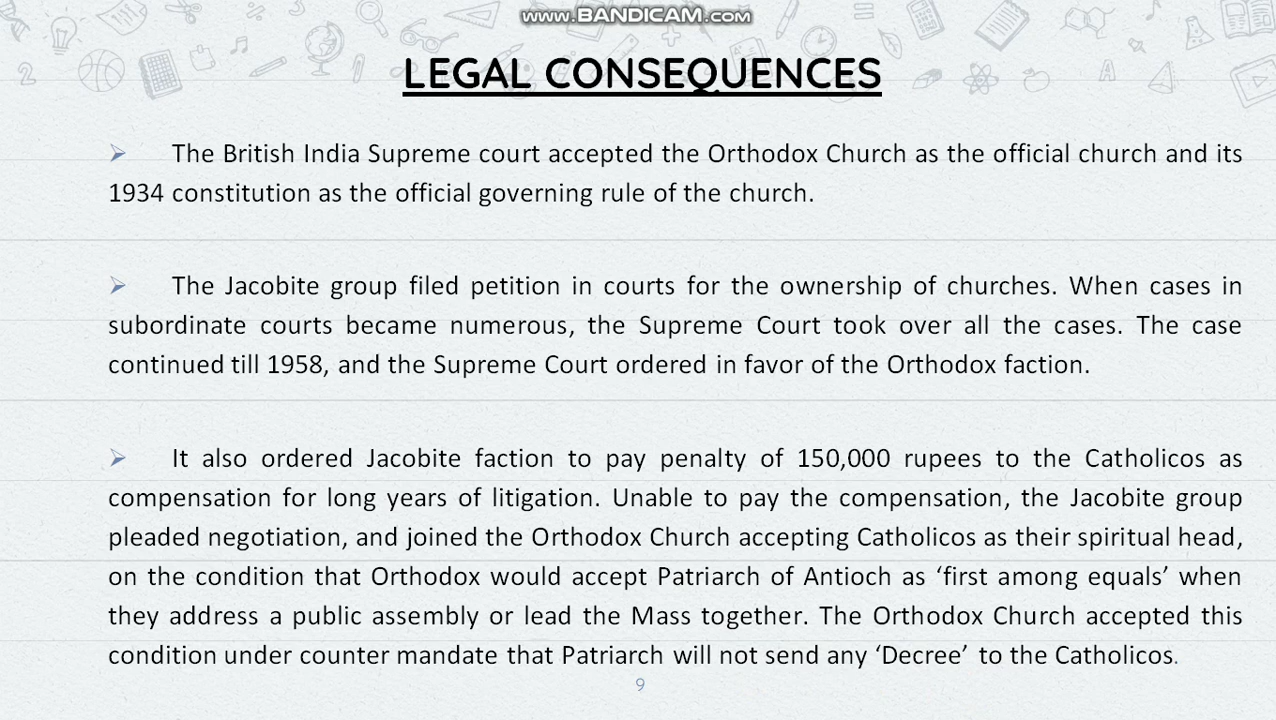 www.BANDICAM.com
LEGAL CONSEQUENCES
➢ The British India Supreme court accepted the Orthodox Church as the official church and its
1934 constitution as the official governing rule of the church.
➢ The Jacobite group filed petition in courts for the ownership of churches. When cases in
subordinate courts became numerous, the Supreme Court took over all the cases. The case
continued till 1958, and the Supreme Court ordered in favor of the Orthodox faction.
➢ It also ordered Jacobite faction to pay penalty of 150,000 rupees to the Catholicos as
compensation for long years of litigation. Unable to pay the compensation, the Jacobite group
pleaded negotiation, and joined the Orthodox Church accepting Catholicos as their spiritual head,
on the condition that Orthodox would accept Patriarch of Antioch as ‘first among equals’ when
they address a public assembly or lead the Mass together. The Orthodox Church accepted this
condition under counter mandate that Patriarch will not send any ‘Decree’ to the Catholicos.
9